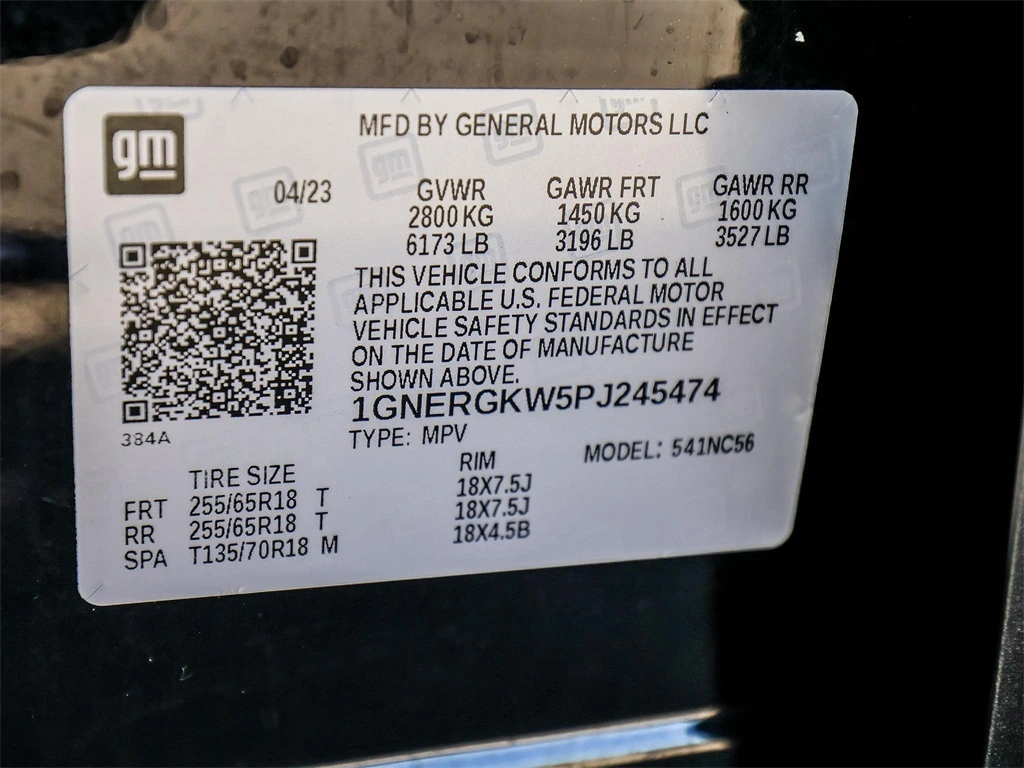 gm
MFD BY GENERAL MOTORS LLC
04/23 GVWR GAWR FRT GAWR RR
2800 KG 1450 KG 1600 KG
6173 LB 3196 LB 3527 LB
THIS VEHICLE CONFORMS TO ALL
APPLICABLE U.S. FEDERAL MOTOR
VEHICLE SAFETY STANDARDS IN EFFECT
ON THE DATE OF MANUFACTURE
SHOWN ABOVE.
1GNERGKW5PJ245474
384A
TYPE: MPV MODEL: 541NC56
TIRE SIZE RIM
FRT 255/65R18 T 18X7.5J
RR 255/65R18 T 18X7.5J
SPA T135/70R18 M 18X4.5B